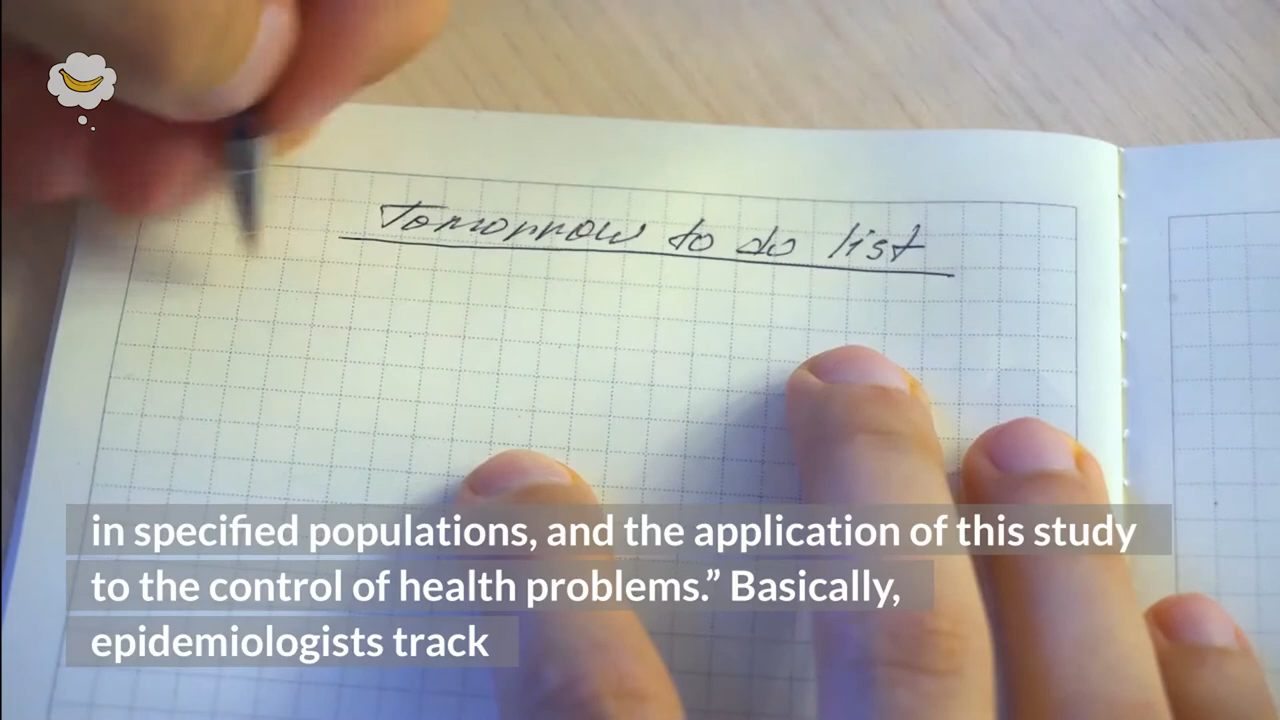 Tomorrow to do list
in specified populations, and the application of this study
to the control of health problems.” Basically,
epidemiologists track